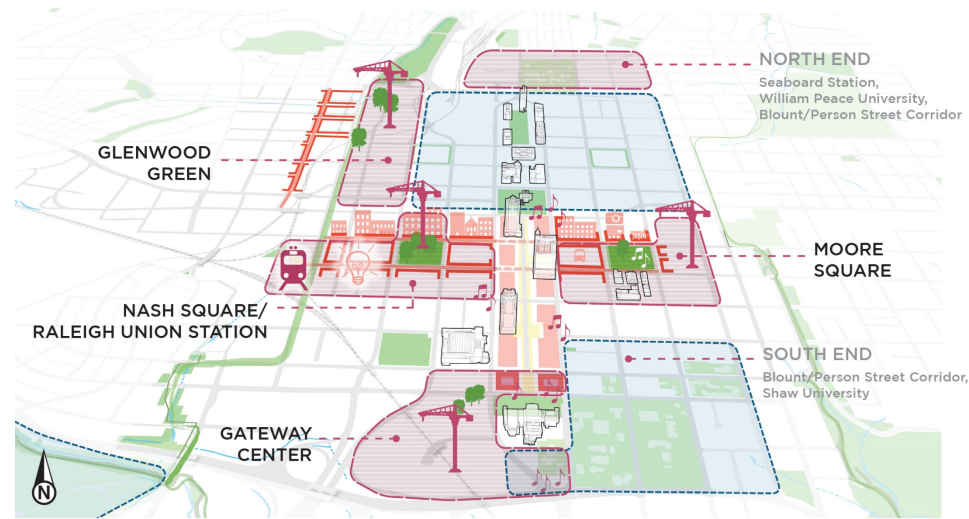 NORTH END
Seaboard Station,
William Peace University,
Blount/Person Street Corridor
GLENWOOD
GREEN
MOORE
SQUARE
NASH SQUARE/
RALEIGH UNION STATION
SOUTH END
Blount/Person Street Corridor,
Shaw University
GATEWAY
CENTER
N